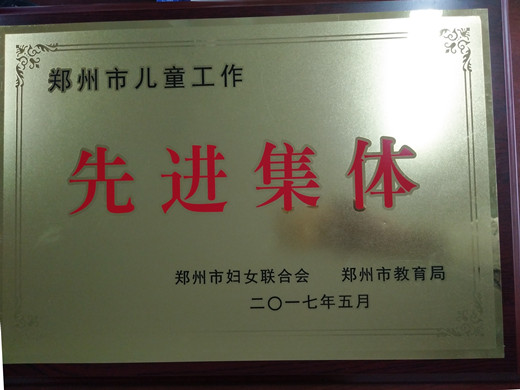 郑州市儿童工作
先进集体
郑州市妇女联合会 郑州市教育局
二〇一七年五月